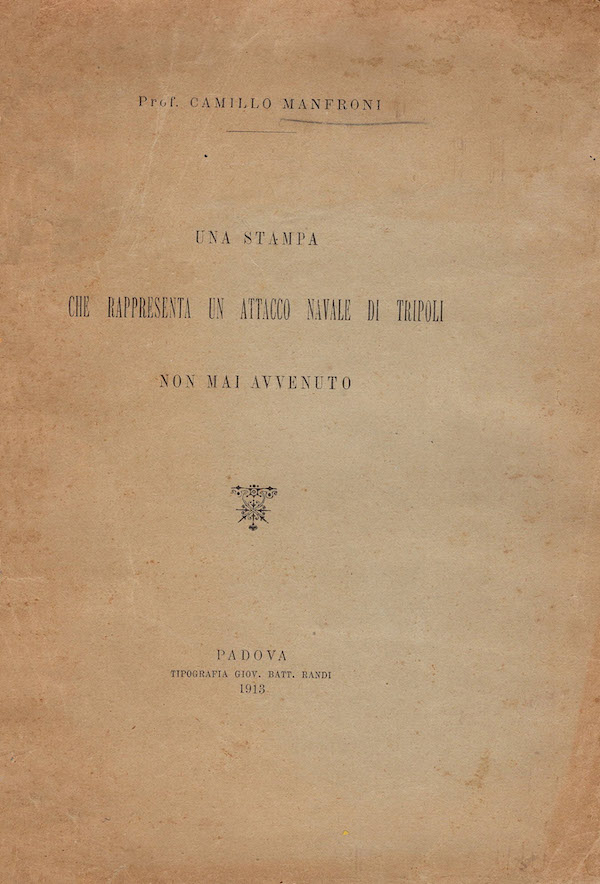 Prof. CAMILLO MANFRONI
UNA STAMPA
CHE RAPPRESENTA UN ATTACCO NAVALE DI TRIPOLI
NON MAI AVVENUTO
PADOVA
TIPOGRAFIA GIOV. BATT. RANDI
1913